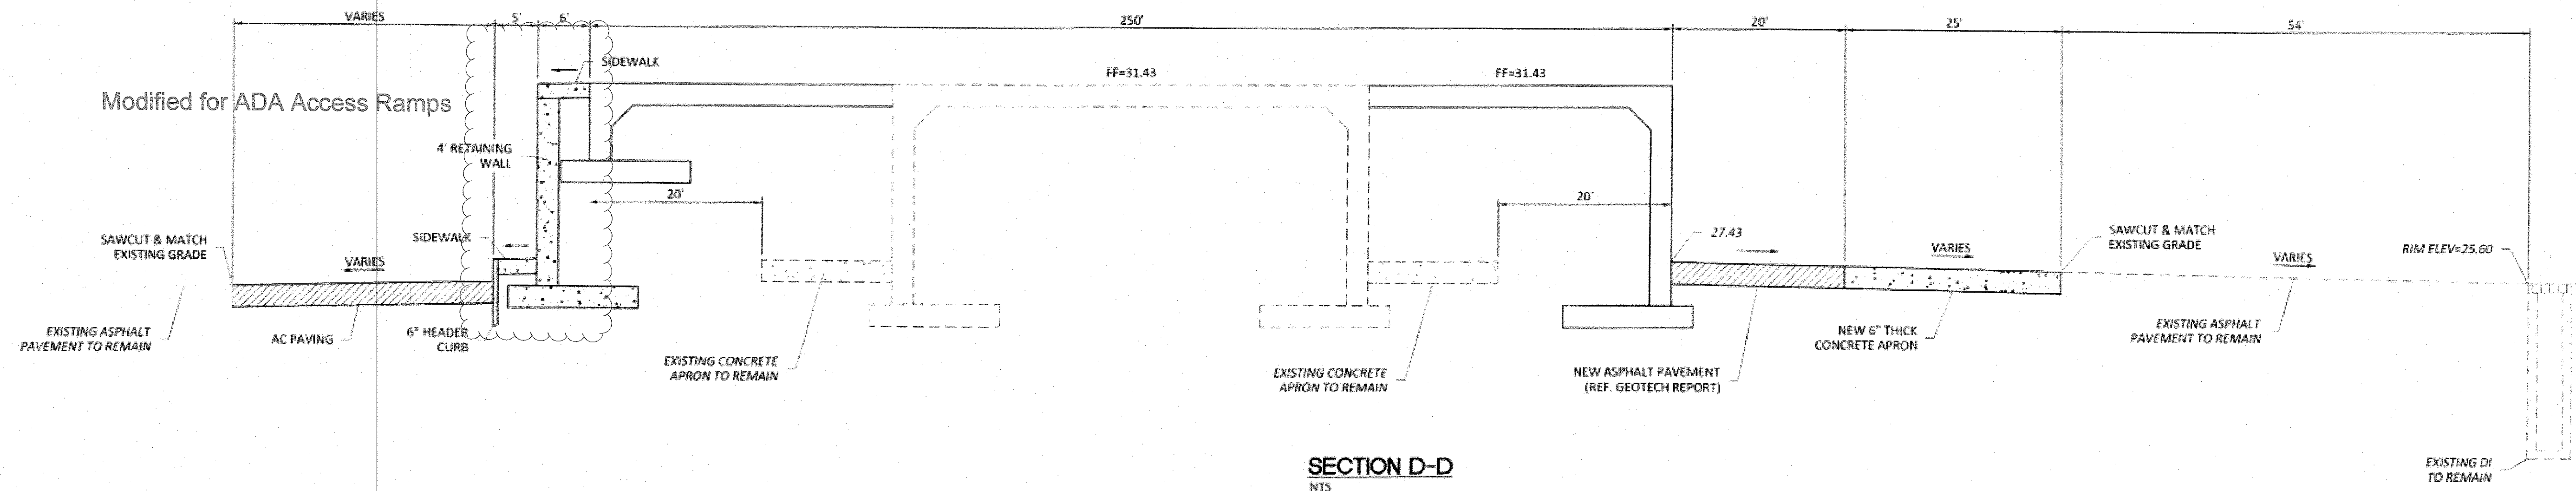 VARIES
5'
6'
250'
20'
25'
54'
SIDEWALK
FF=31.43
FF=31.43
Modified for ADA Access Ramps
4' RETAINING
WALL
20'
20'
SAWCUT & MATCH
EXISTING GRADE
SIDEWALK
VARIES
27.43
VARIES
SAWCUT & MATCH
EXISTING GRADE
VARIES
RIM ELEV=25.60
EXISTING ASPHALT
PAVEMENT TO REMAIN
AC PAVING
6" HEADER
CURB
EXISTING CONCRETE
APRON TO REMAIN
EXISTING CONCRETE
APRON TO REMAIN
NEW ASPHALT PAVEMENT
(REF. GEOTECH REPORT)
NEW 6" THICK
CONCRETE APRON
EXISTING ASPHALT
PAVEMENT TO REMAIN
EXISTING DI
TO REMAIN
SECTION D-D
NTS